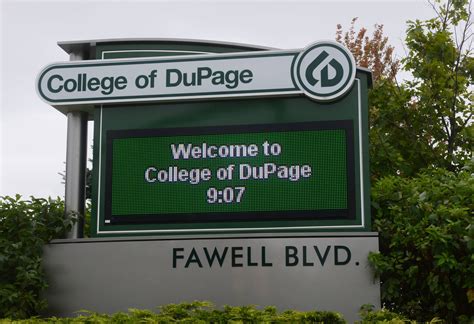 College of DuPage
Welcome to
College of DuPage
9:07
FAWELL BLVD.